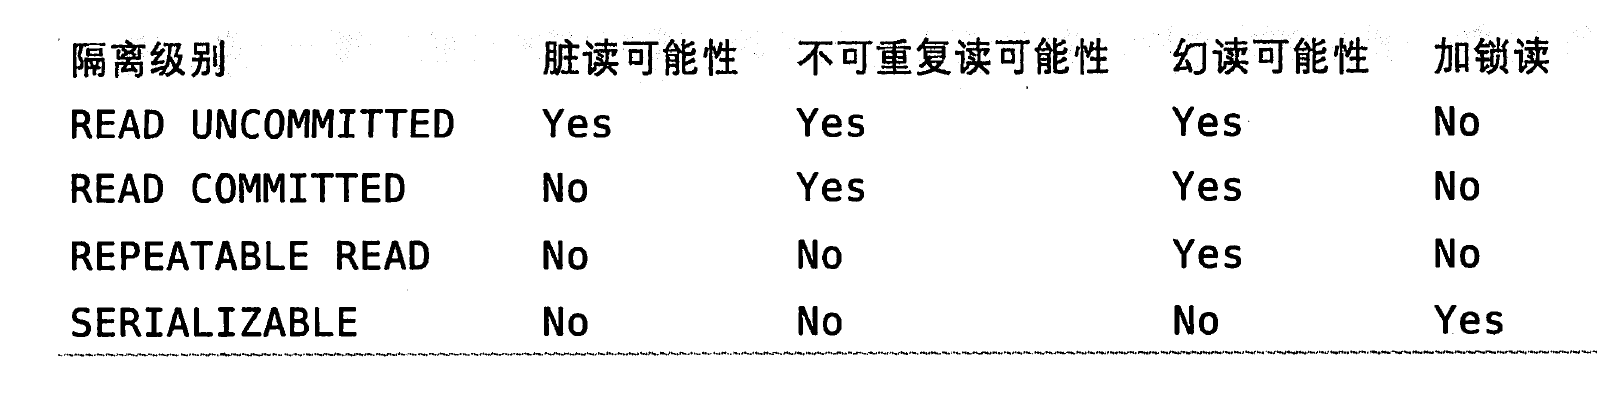 隔离级别 脏读可能性 不可重复读可能性 幻读可能性 加锁读
READ UNCOMMITTED Yes Yes Yes No
READ COMMITTED No Yes Yes No
REPEATABLE READ No No Yes No
SERIALIZABLE No No No Yes